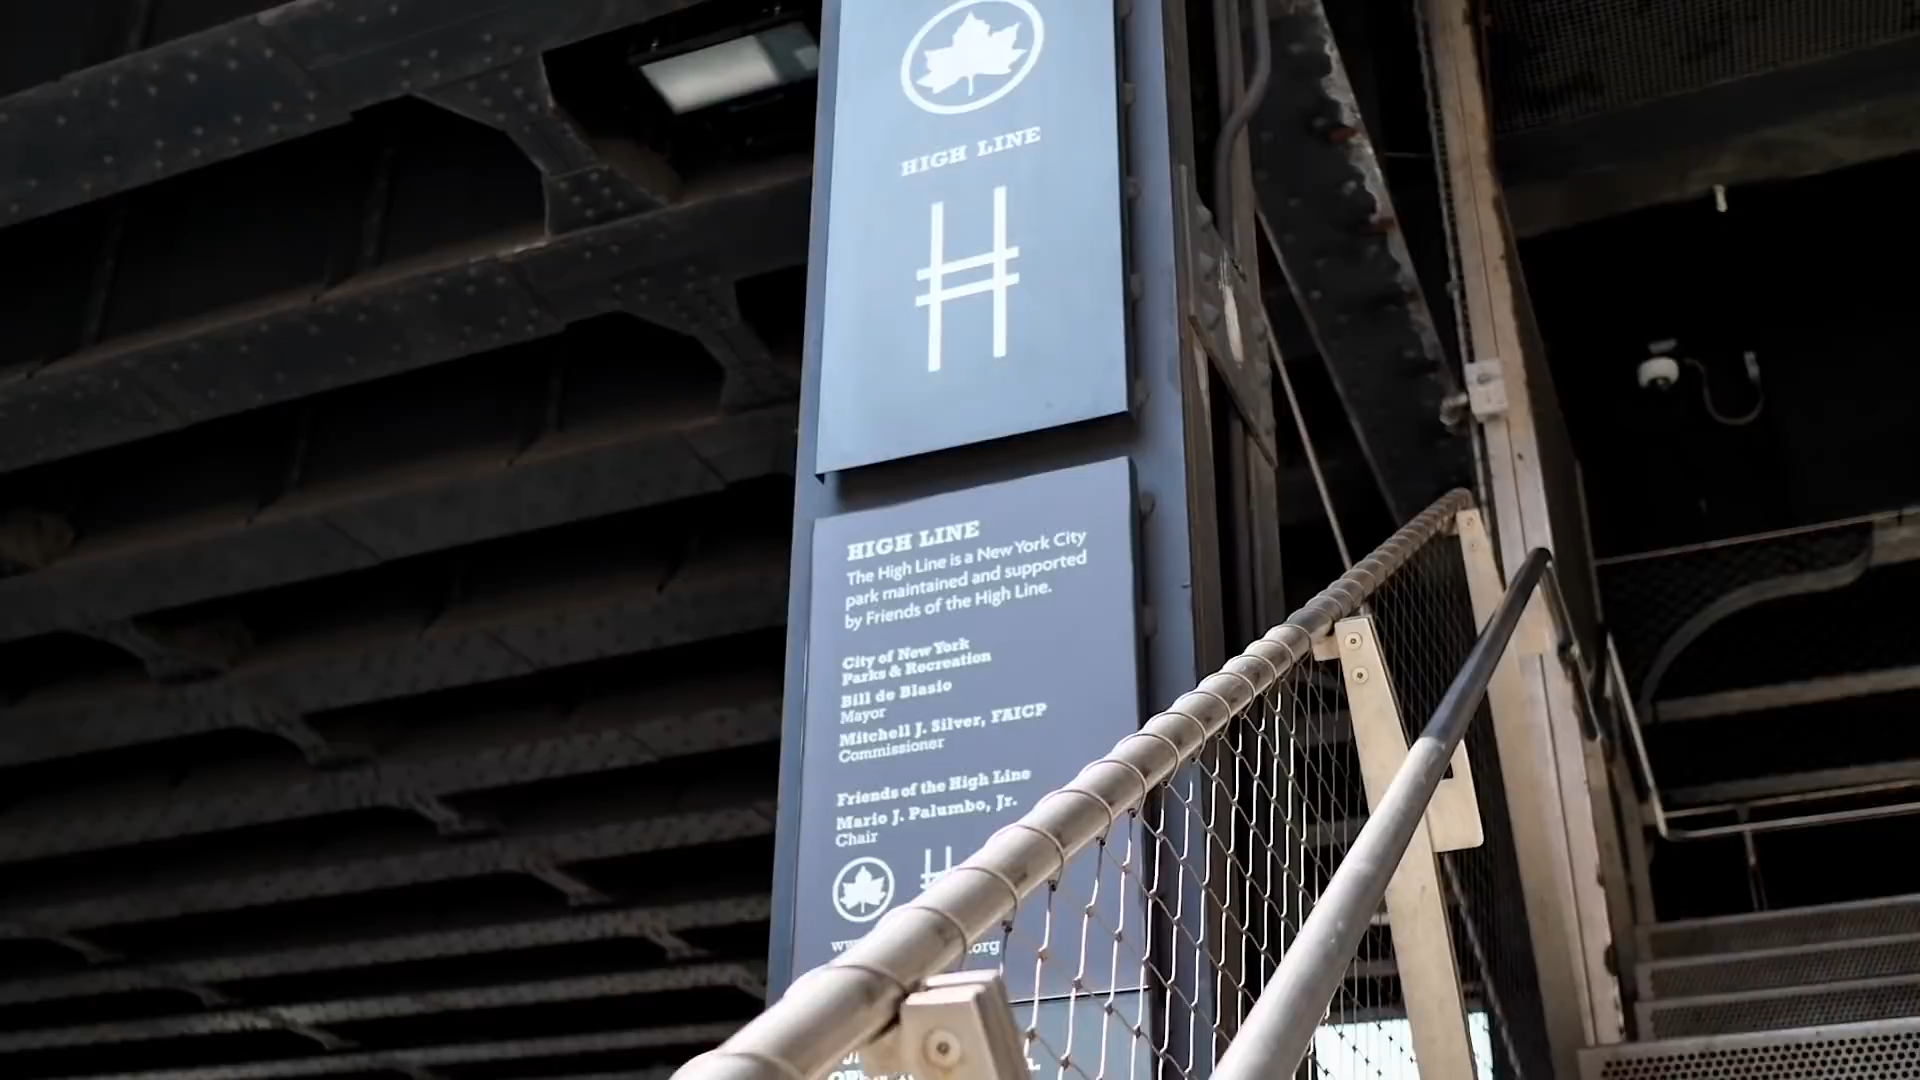 HIGH LINE
HIGH LINE
The High Line is a New York City
park maintained and supported
by Friends of the High Line.
City of New York
Parks & Recreation
Bill de Blasio
Mayor
Mitchell J. Silver, FAICP
Commissioner
Friends of the High Line
Mario J. Palumbo, Jr.
Chair
.org